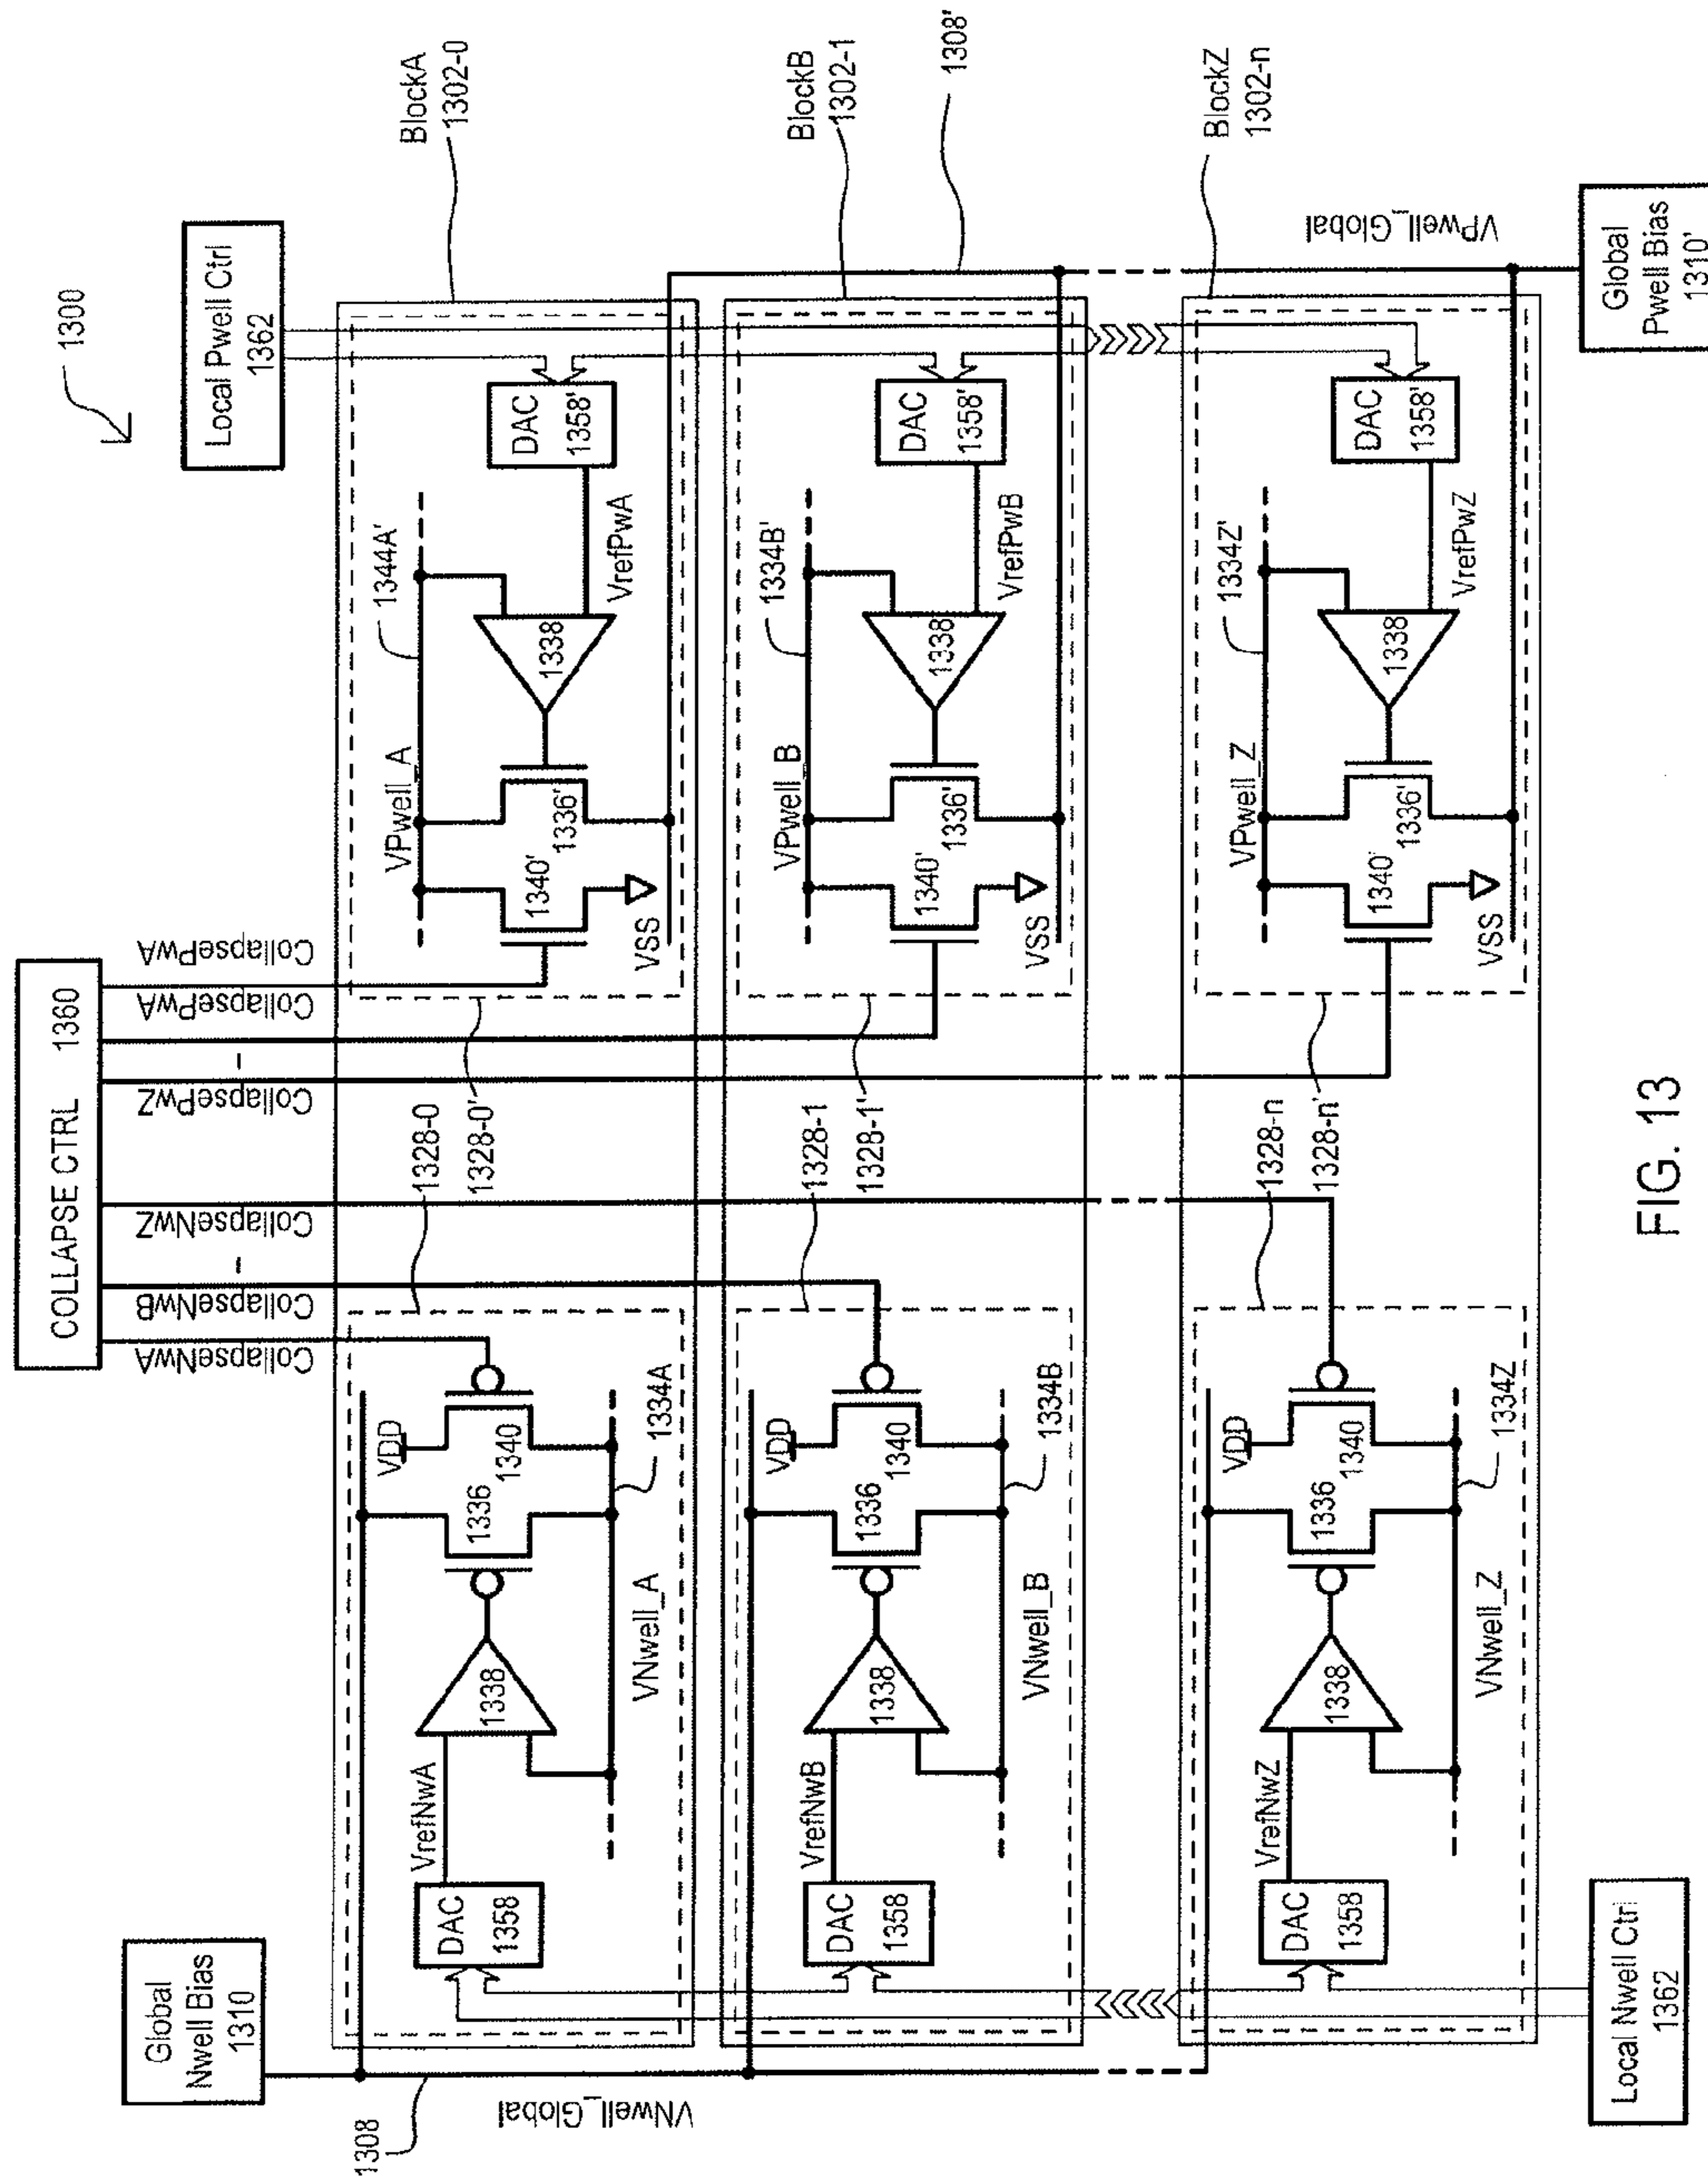 1300
COLLAPSE CTRL 1360
Global
Nwell Bias
1310
Local Pwell Ctrl
1362
CollapseNwA
CollapseNwB
–
CollapseNwZ
CollapsePwZ
–
CollapsePwA
CollapsePwA
1308
VNwell_Global
BlockA
1302-0
DAC
1358
VrefNwA
1338
1336
1340
VDD
VNwell_A
1334A
1328-0
1328-0'
VPwell_A
1344A'
1340'
1336'
VSS
1338
VrefPwA
DAC
1358'
BlockB
1302-1
1308'
DAC
1358
VrefNwB
1338
1336
1340
VDD
VNwell_B
1334B
1328-1
1328-1'
VPwell_B
1334B'
1340'
1336'
VSS
1338
VrefPwB
DAC
1358'
BlockZ
1302-n
DAC
1358
VrefNwZ
1338
1336
1340
VDD
VNwell_Z
1334Z
1328-n
1328-n'
VPwell_Z
1334Z'
1340'
1336'
VSS
1338
VrefPwZ
DAC
1358'
VPwell_Global
Local Nwell Ctrl
1362
Global
Pwell Bias
1310'
FIG. 13